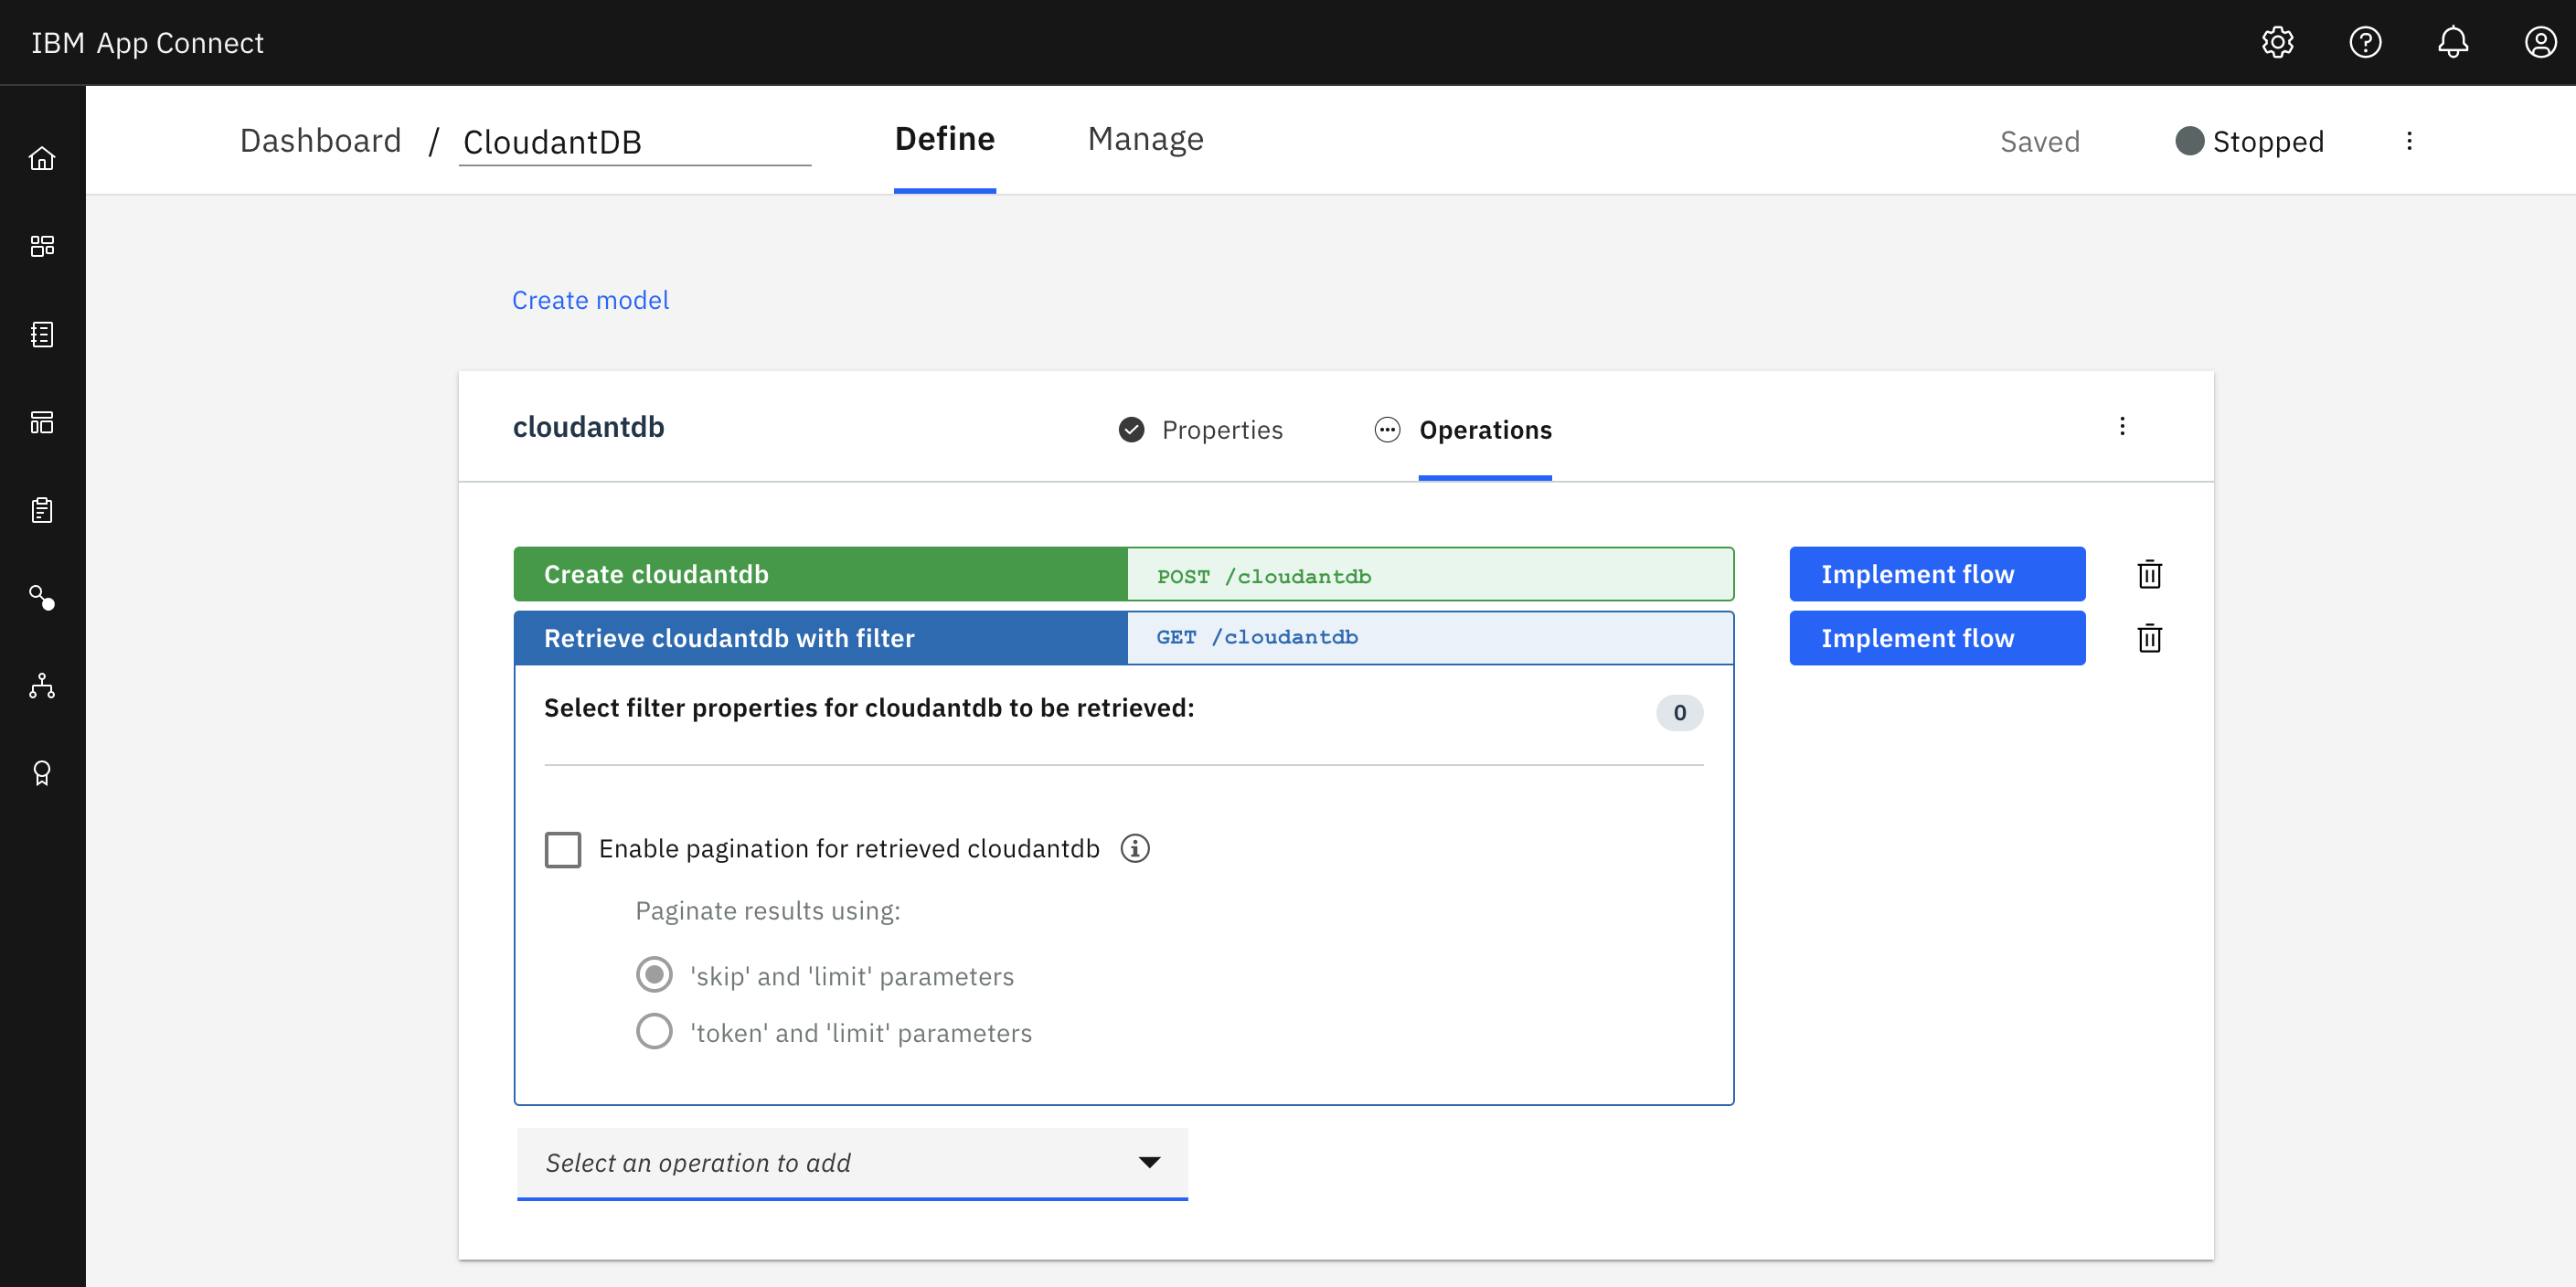 IBM App Connect
Dashboard / CloudantDB
Define
Manage
Saved
Stopped
Create model
cloudantdb
Properties
Operations
Create cloudantdb
POST /cloudantdb
Implement flow
Retrieve cloudantdb with filter
GET /cloudantdb
Implement flow
Select filter properties for cloudantdb to be retrieved:
0
Enable pagination for retrieved cloudantdb
Paginate results using:
'skip' and 'limit' parameters
'token' and 'limit' parameters
Select an operation to add